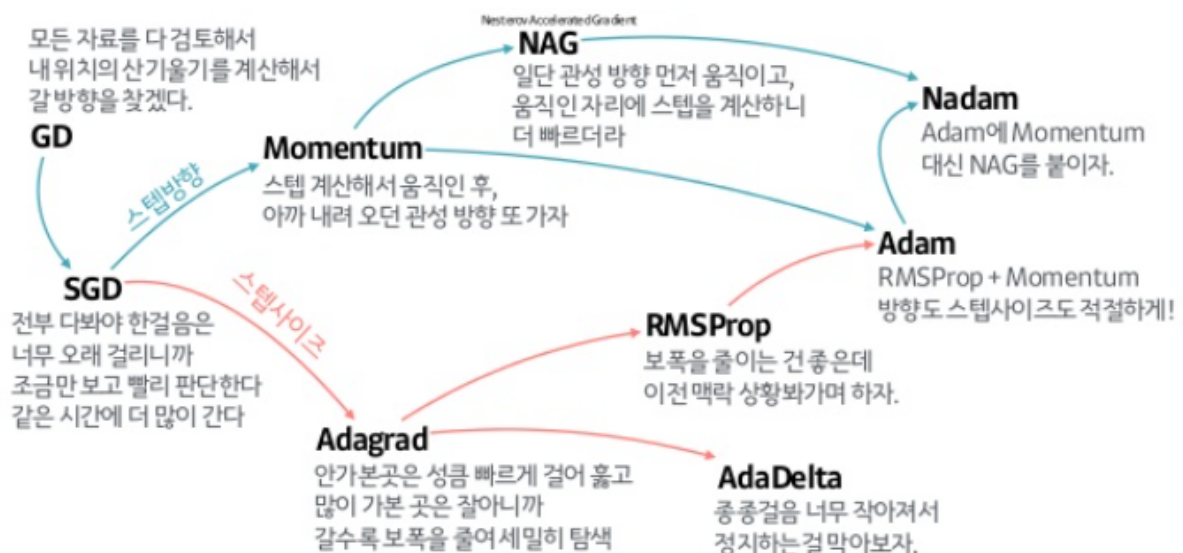 모든 자료를 다 검토해서
내 위치의 산기울기를 계산해서
갈 방향을 찾겠다.
GD
스텝방향
SGD
전부 다봐야 한걸음은
너무 오래 걸리니까
조금만 보고 빨리 판단한다
같은 시간에 더 많이 간다
스텝사이즈
Momentum
스텝 계산해서 움직인 후,
아까 내려 오던 관성 방향 또 가자
Nesterov Accelerated Gradient
NAG
일단 관성 방향 먼저 움직이고,
움직인 자리에 스텝을 계산하니
더 빠르더라
Nadam
Adam에 Momentum
대신 NAG를 붙이자.
Adam
RMSProp + Momentum
방향도 스텝사이즈도 적절하게!
RMSProp
보폭을 줄이는 건 좋은데
이전 맥락 상황봐가며 하자.
Adagrad
안가본곳은 성큼 빠르게 걸어 훑고
많이 가본 곳은 잘아니까
갈수록 보폭을 줄여 세밀히 탐색
AdaDelta
종종걸음 너무 작아져서
정지하는걸 막아보자.